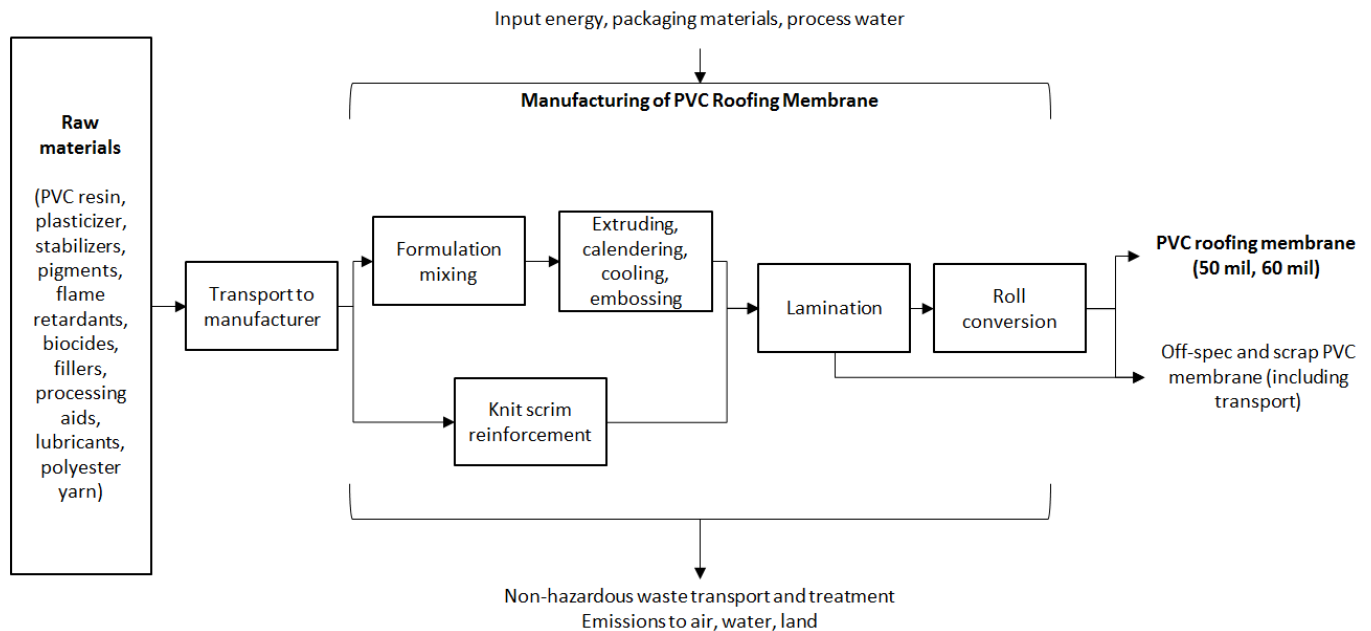 Input energy, packaging materials, process water
Manufacturing of PVC Roofing Membrane
Raw
materials
(PVC resin,
plasticizer,
stabilizers,
pigments,
flame
retardants,
biocides,
fillers,
processing
aids,
lubricants,
polyester
yarn)
Transport to
manufacturer
Formulation
mixing
Extruding,
calendering,
cooling,
embossing
Knit scrim
reinforcement
Lamination
Roll
conversion
PVC roofing membrane
(50 mil, 60 mil)
Off-spec and scrap PVC
membrane (including
transport)
Non-hazardous waste transport and treatment
Emissions to air, water, land